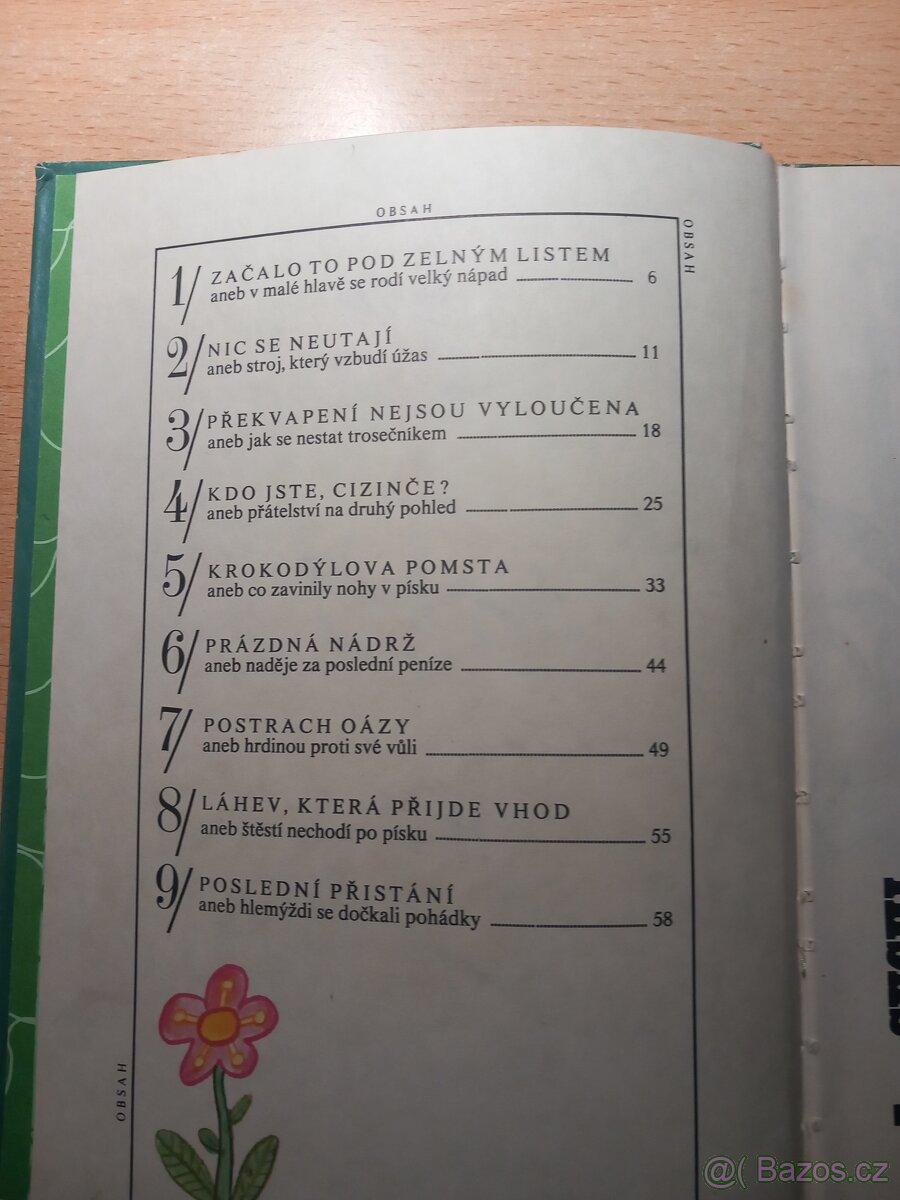 OBSAH
OBSAH
1/ ZAČALO TO POD ZELNÝM LISTEM
aneb v malé hlavě se rodí velký nápad 6
2/ NIC SE NEUTAJÍ
aneb stroj, který vzbudí úžas 11
3/ PŘEKVAPENÍ NEJSOU VYLOUČENA
aneb jak se nestat trosečníkem 18
4/ KDO JSTE, CIZINČE?
aneb přátelství na druhý pohled 25
5/ KROKODÝLOVA POMSTA
aneb co zavinily nohy v písku 33
6/ PRÁZDNÁ NÁDRŽ
aneb naděje za poslední peníze 44
7/ POSTRACH OÁZY
aneb hrdinou proti své vůli 49
8/ LÁHEV, KTERÁ PŘIJDE VHOD
aneb štěstí nechodí po písku 55
9/ POSLEDNÍ PŘISTÁNÍ
aneb hlemýždi se dočkali pohádky 58
OBSAH
@( Bazos.cz